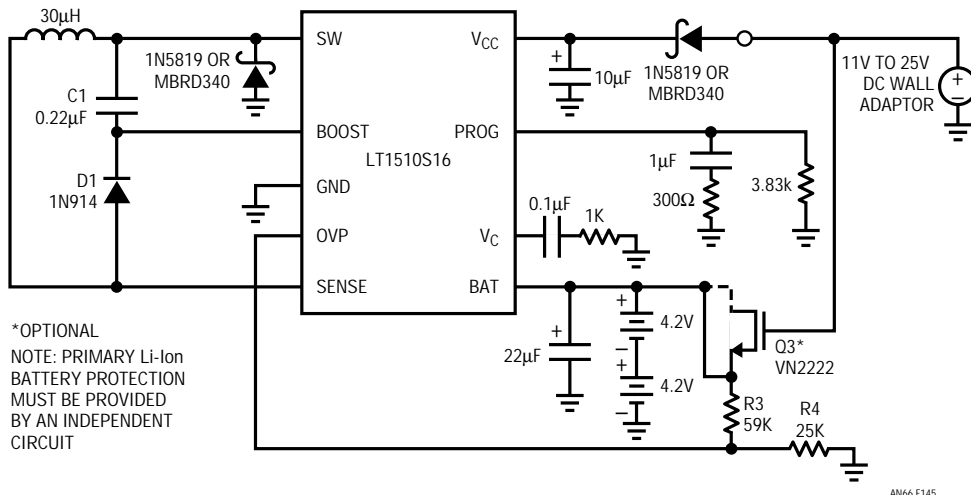 30µH
C1
0.22µF
D1
1N914
1N5819 OR
MBRD340
SW
BOOST
GND
OVP
SENSE
LT1510S16
VCC
PROG
VC
BAT
+
10µF
1N5819 OR
MBRD340
11V TO 25V
DC WALL
ADAPTOR
+
–
1µF
300Ω
3.83k
0.1µF
1K
+
22µF
+
4.2V
–
+
4.2V
–
Q3*
VN2222
R3
59K
R4
25K
*OPTIONAL
NOTE: PRIMARY Li-Ion
BATTERY PROTECTION
MUST BE PROVIDED
BY AN INDEPENDENT
CIRCUIT
AN66 F145